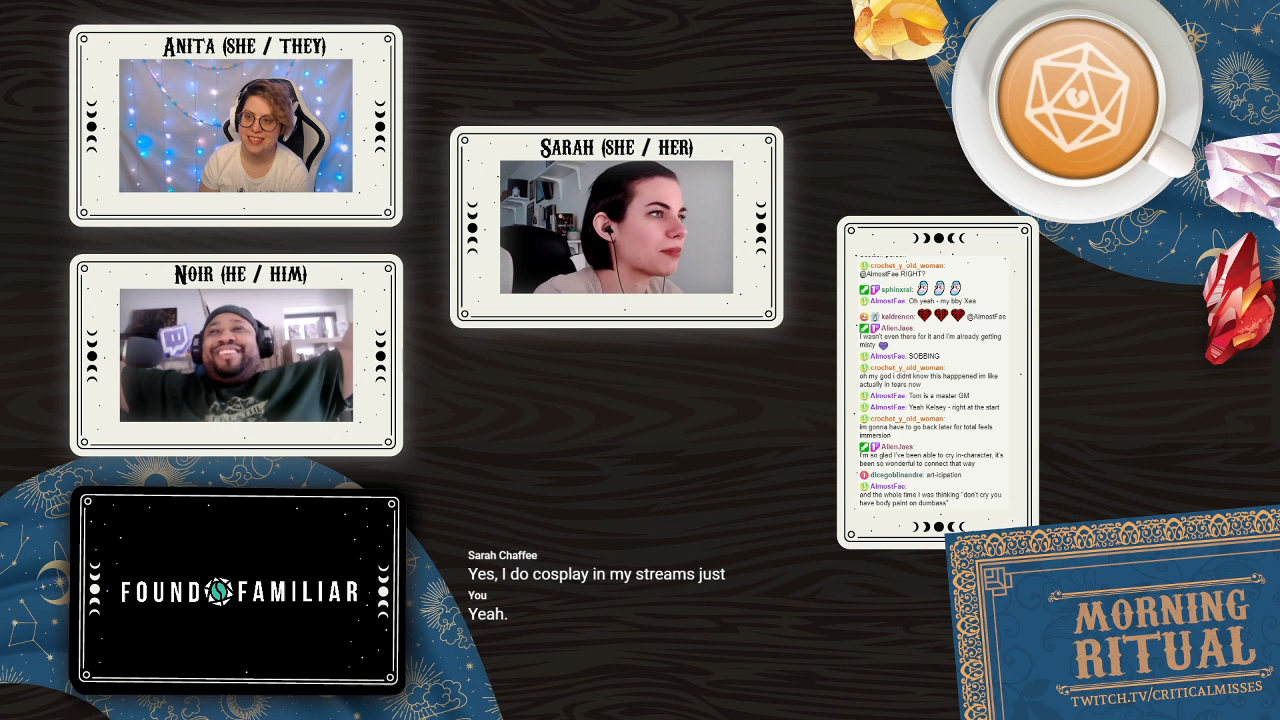 ANITA (SHE / THEY)
SARAH (SHE / HER)
NOIR (HE / HIM)
FOUND FAMILIAR
Sarah Chaffee
Yes, I do cosplay in my streams just
You
Yeah.
crochet_y_old_woman:
@AlmostFae RIGHT?
sphinxrai:
AlmostFae: Oh yeah - my bby Xea
kaldrenon: @AlmostFae
AlienJaes:
I wasn't even there for it and I'm already getting
misty
AlmostFae: SOBBING
crochet_y_old_woman:
oh my god i didnt know this happpened im like
actually in tears now
AlmostFae: Tom is a master GM
AlmostFae: Yeah Kelsey - right at the start
crochet_y_old_woman:
im gonna have to go back later for total feels
immersion
AlienJaes:
I'm so glad I've been able to cry in-character, it's
been so wonderful to connect that way
dicegoblinandre: art-icipation
AlmostFae:
and the whole time I was thinking "don't cry you
have body paint on dumbass"
MORNING
RITUAL
TWITCH.TV/CRITICALMISSES